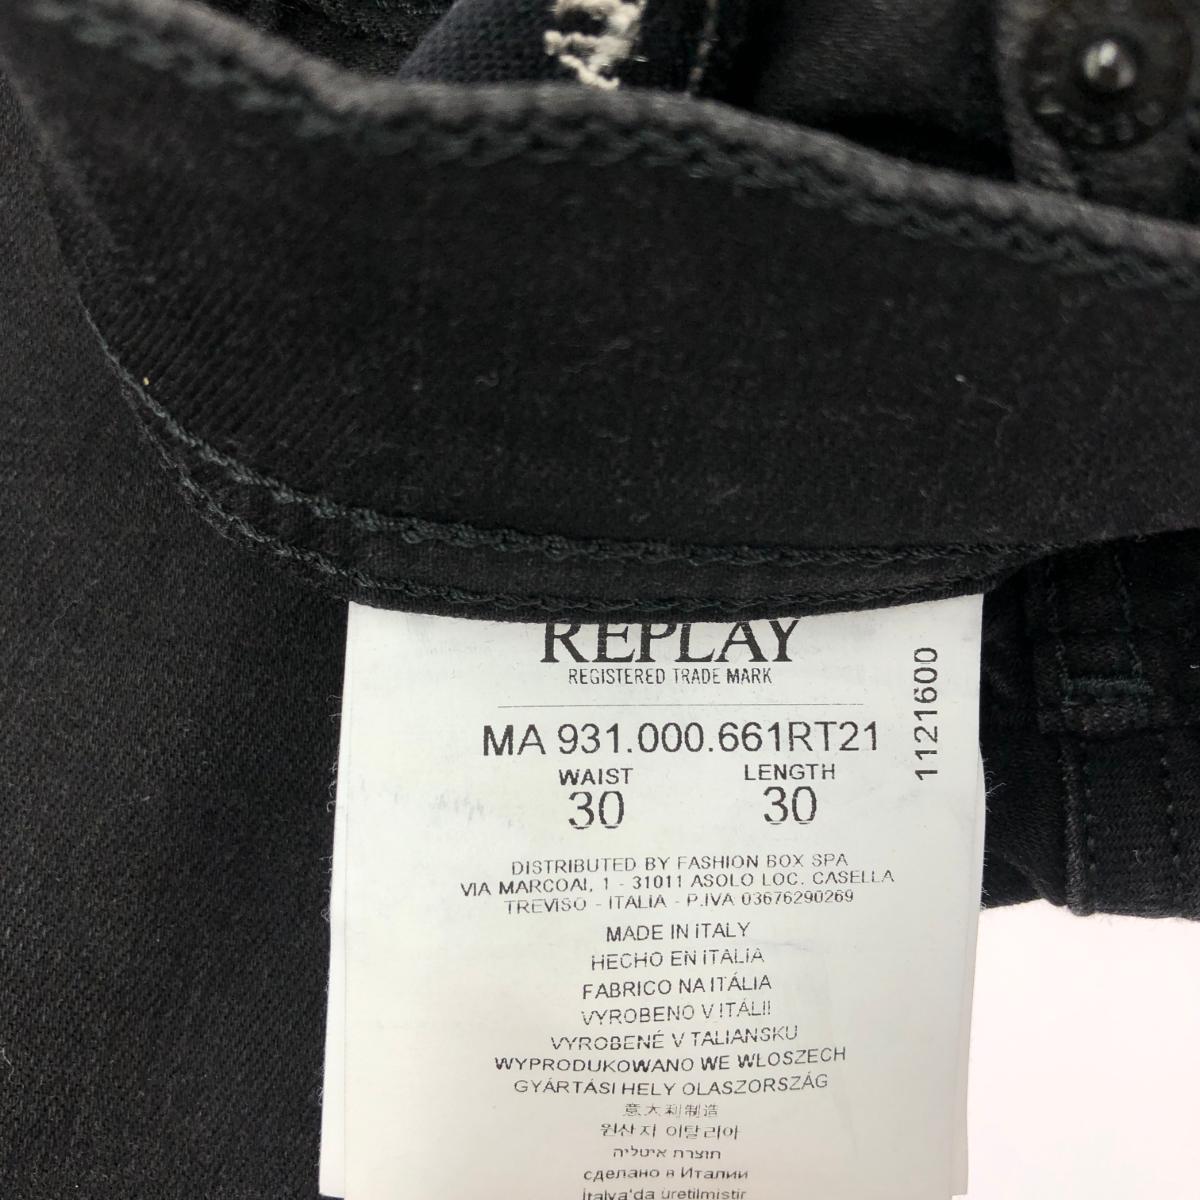 REPLAY
REGISTERED TRADE MARK
MA 931.000.661RT21
1121600
WAIST LENGTH
30 30
DISTRIBUTED BY FASHION BOX SPA
VIA MARCOAI, 1 - 31011 ASOLO LOC. CASELLA
TREVISO - ITALIA - P.IVA 03676290269
MADE IN iTALY
HECHO EN iTALIA
FABRICO NA ITÁLIA
VYROBENO V ITÁLII
VYROBENÉ V TALIANSKU
WYPRODUKOWANO WE WŁOSZECH
GYÁRTÁSI HELY OLASZORSZÁG
意大利制造
원산지 이탈리아
תוצרת איטליה
сделано в Италии
İtalya'da üretilmistir